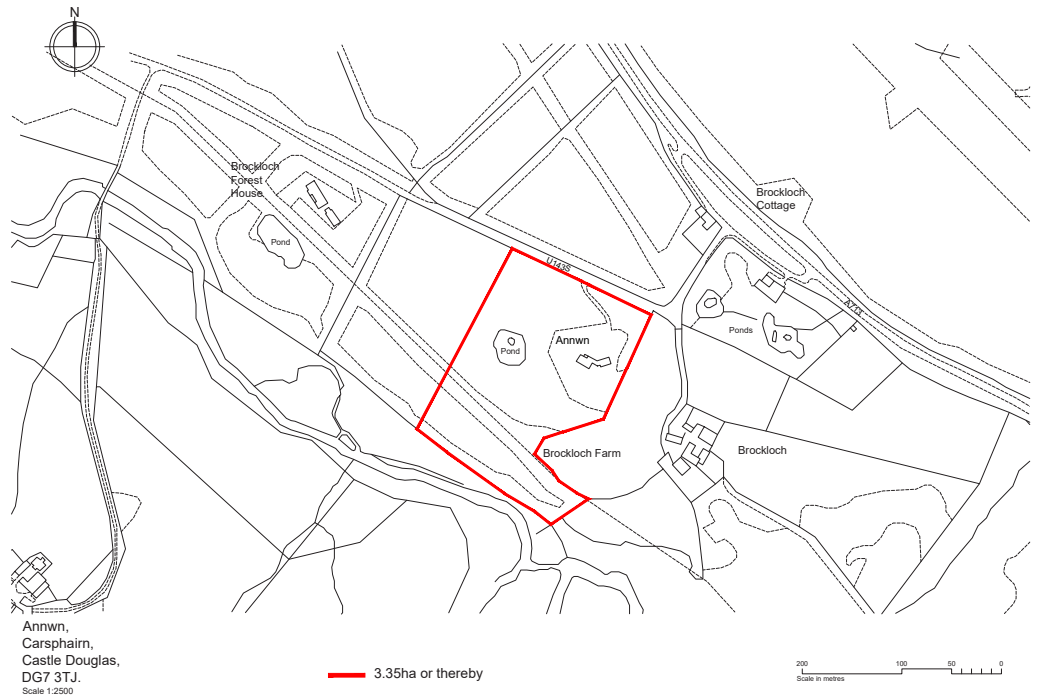 N
Brockloch
Forest
House
Pond
U143S
Brockloch
Cottage
A713
Ponds
Pond
Annwn
Brockloch Farm
Brockloch
Annwn,
Carsphairn,
Castle Douglas,
DG7 3TJ.
Scale 1:2500
3.35ha or thereby
200 100 50 0
Scale in metres